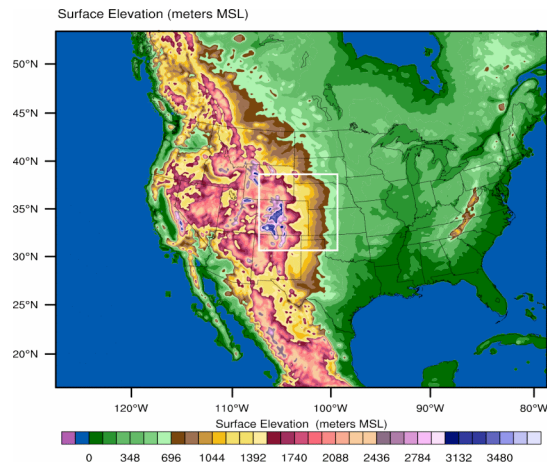 Surface Elevation (meters MSL)
50°N
45°N
40°N
35°N
30°N
25°N
20°N
120°W 110°W 100°W 90°W 80°W
Surface Elevation (meters MSL)
0 348 696 1044 1392 1740 2088 2436 2784 3132 3480